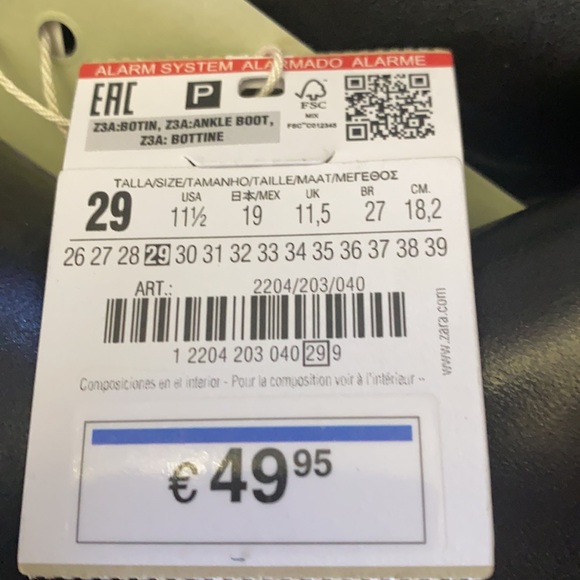 ALARM SYSTEM ALARMADO ALARME
EAC
P
FSC
MIX
FSC™ C012345
Z3A:BOTIN, Z3A:ANKLE BOOT,
Z3A: BOTTINE
TALLA/SIZE/TAMANHO/TAILLE/MAAT/ΜΕΓΕΘΟΣ
USA 日本/MEX UK BR CM.
29 11½ 19 11,5 27 18,2
26 27 28 29 30 31 32 33 34 35 36 37 38 39
ART.: 2204/203/040
1 2204 203 040 29 9
www.zara.com
Composiciones en el interior - Pour la composition voir à l'intérieur -
€ 49 95